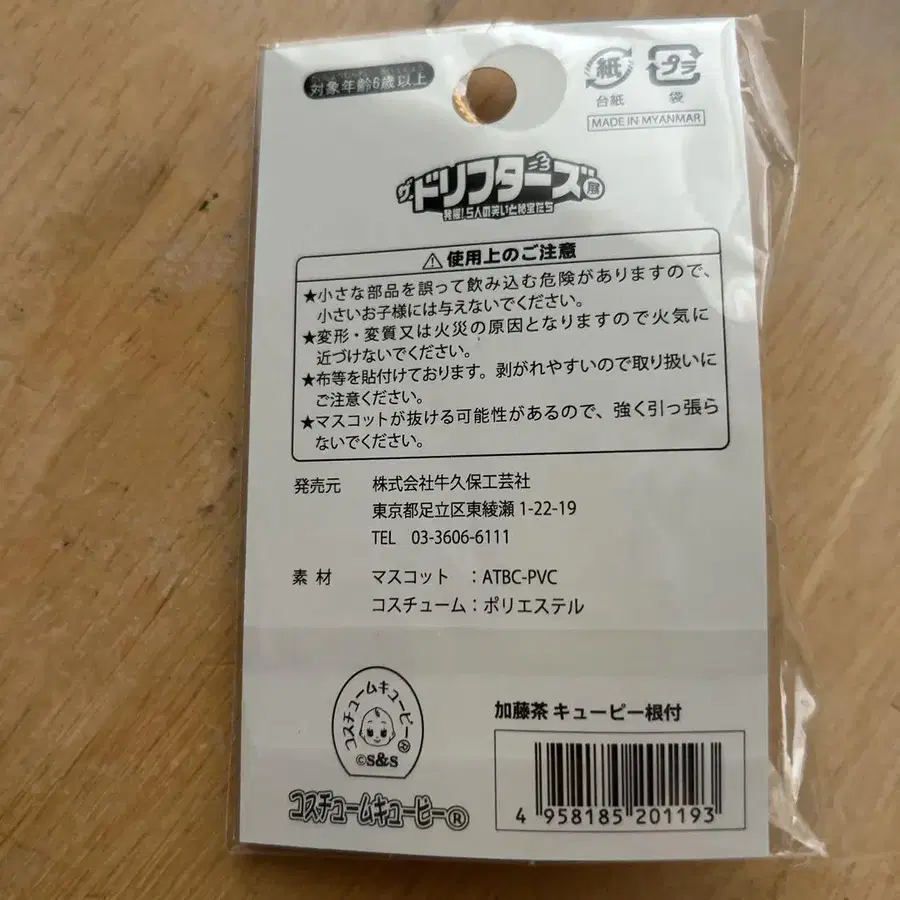 対象年齢6歳以上
紙
プラ
台紙
袋
MADE IN MYANMAR
ザ・ドリフターズ展
発掘!5人の笑いと秘宝たち
⚠使用上のご注意
★小さな部品を誤って飲み込む危険がありますので、
小さいお子様には与えないでください。
★変形・変質又は火災の原因となりますので火気に
近づけないでください。
★布等を貼付けております。剥がれやすいので取り扱いに
ご注意ください。
★マスコットが抜ける可能性があるので、強く引っ張ら
ないでください。
発売元 株式会社牛久保工芸社
東京都足立区東綾瀬1-22-19
TEL 03-3606-6111
素材 マスコット :ATBC-PVC
コスチューム:ポリエステル
コスチュームキューピー®
©S&S
コスチュームキューピー®
加藤茶 キューピー根付
4 958185 201193